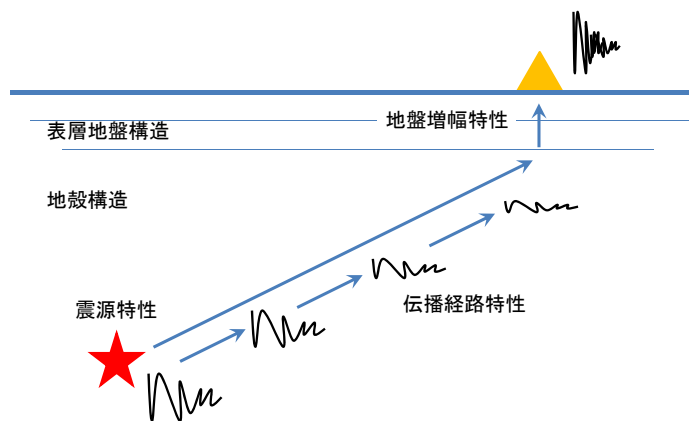 地盤増幅特性
表層地盤構造
地殻構造
震源特性
伝播経路特性